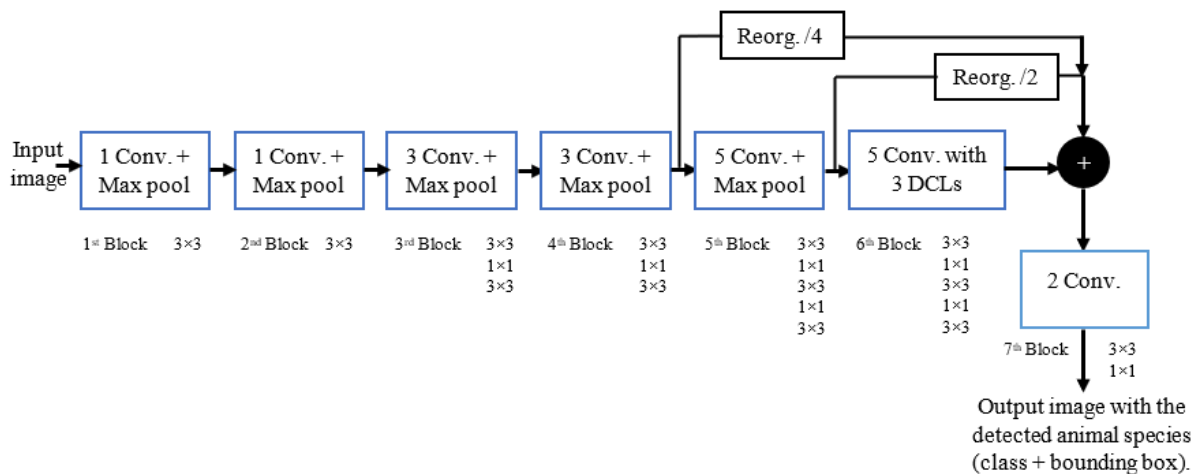 Reorg. /4
Reorg. /2
Input
image
1 Conv. +
Max pool
1 Conv. +
Max pool
3 Conv. +
Max pool
3 Conv. +
Max pool
5 Conv. +
Max pool
5 Conv. with
3 DCLs
+
1st Block 3×3
2nd Block 3×3
3rd Block 3×3
1×1
3×3
4th Block 3×3
1×1
3×3
5th Block 3×3
1×1
3×3
1×1
3×3
6th Block 3×3
1×1
3×3
1×1
3×3
2 Conv.
7th Block 3×3
1×1
Output image with the
detected animal species
(class + bounding box).